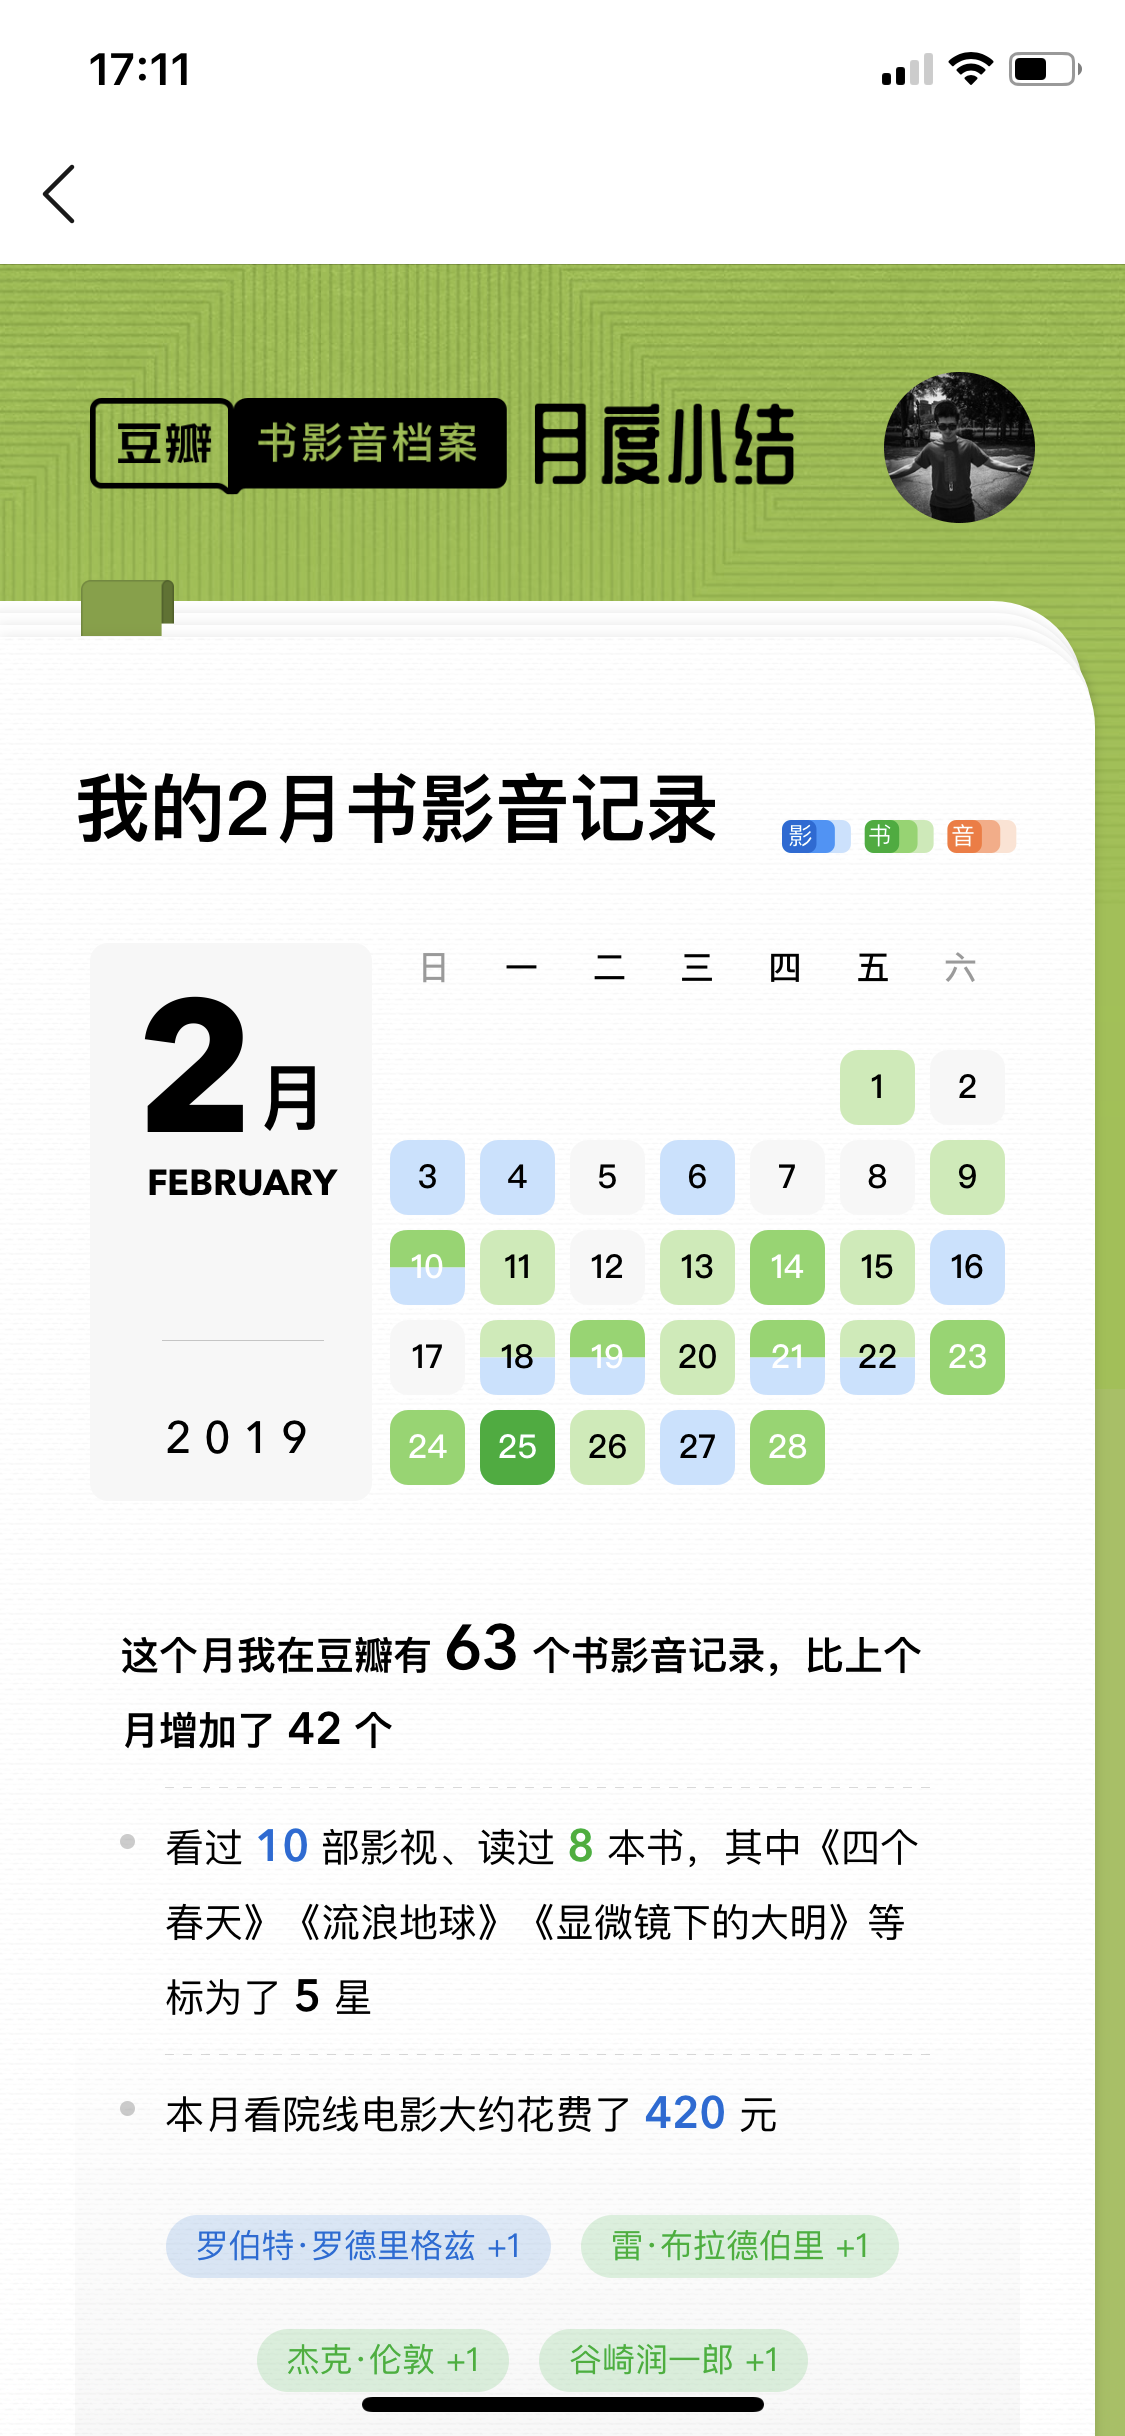 17:11
豆瓣 书影音档案 月度小结
我的2月书影音记录
影 书 音
日 一 二 三 四 五 六
2月
FEBRUARY
2019
1 2
3 4 5 6 7 8 9
10 11 12 13 14 15 16
17 18 19 20 21 22 23
24 25 26 27 28
这个月我在豆瓣有 63 个书影音记录，比上个
月增加了 42 个
看过 10 部影视、读过 8 本书，其中《四个
春天》《流浪地球》《显微镜下的大明》等
标为了 5 星
本月看院线电影大约花费了 420 元
罗伯特·罗德里格兹 +1 雷·布拉德伯里 +1
杰克·伦敦 +1 谷崎润一郎 +1